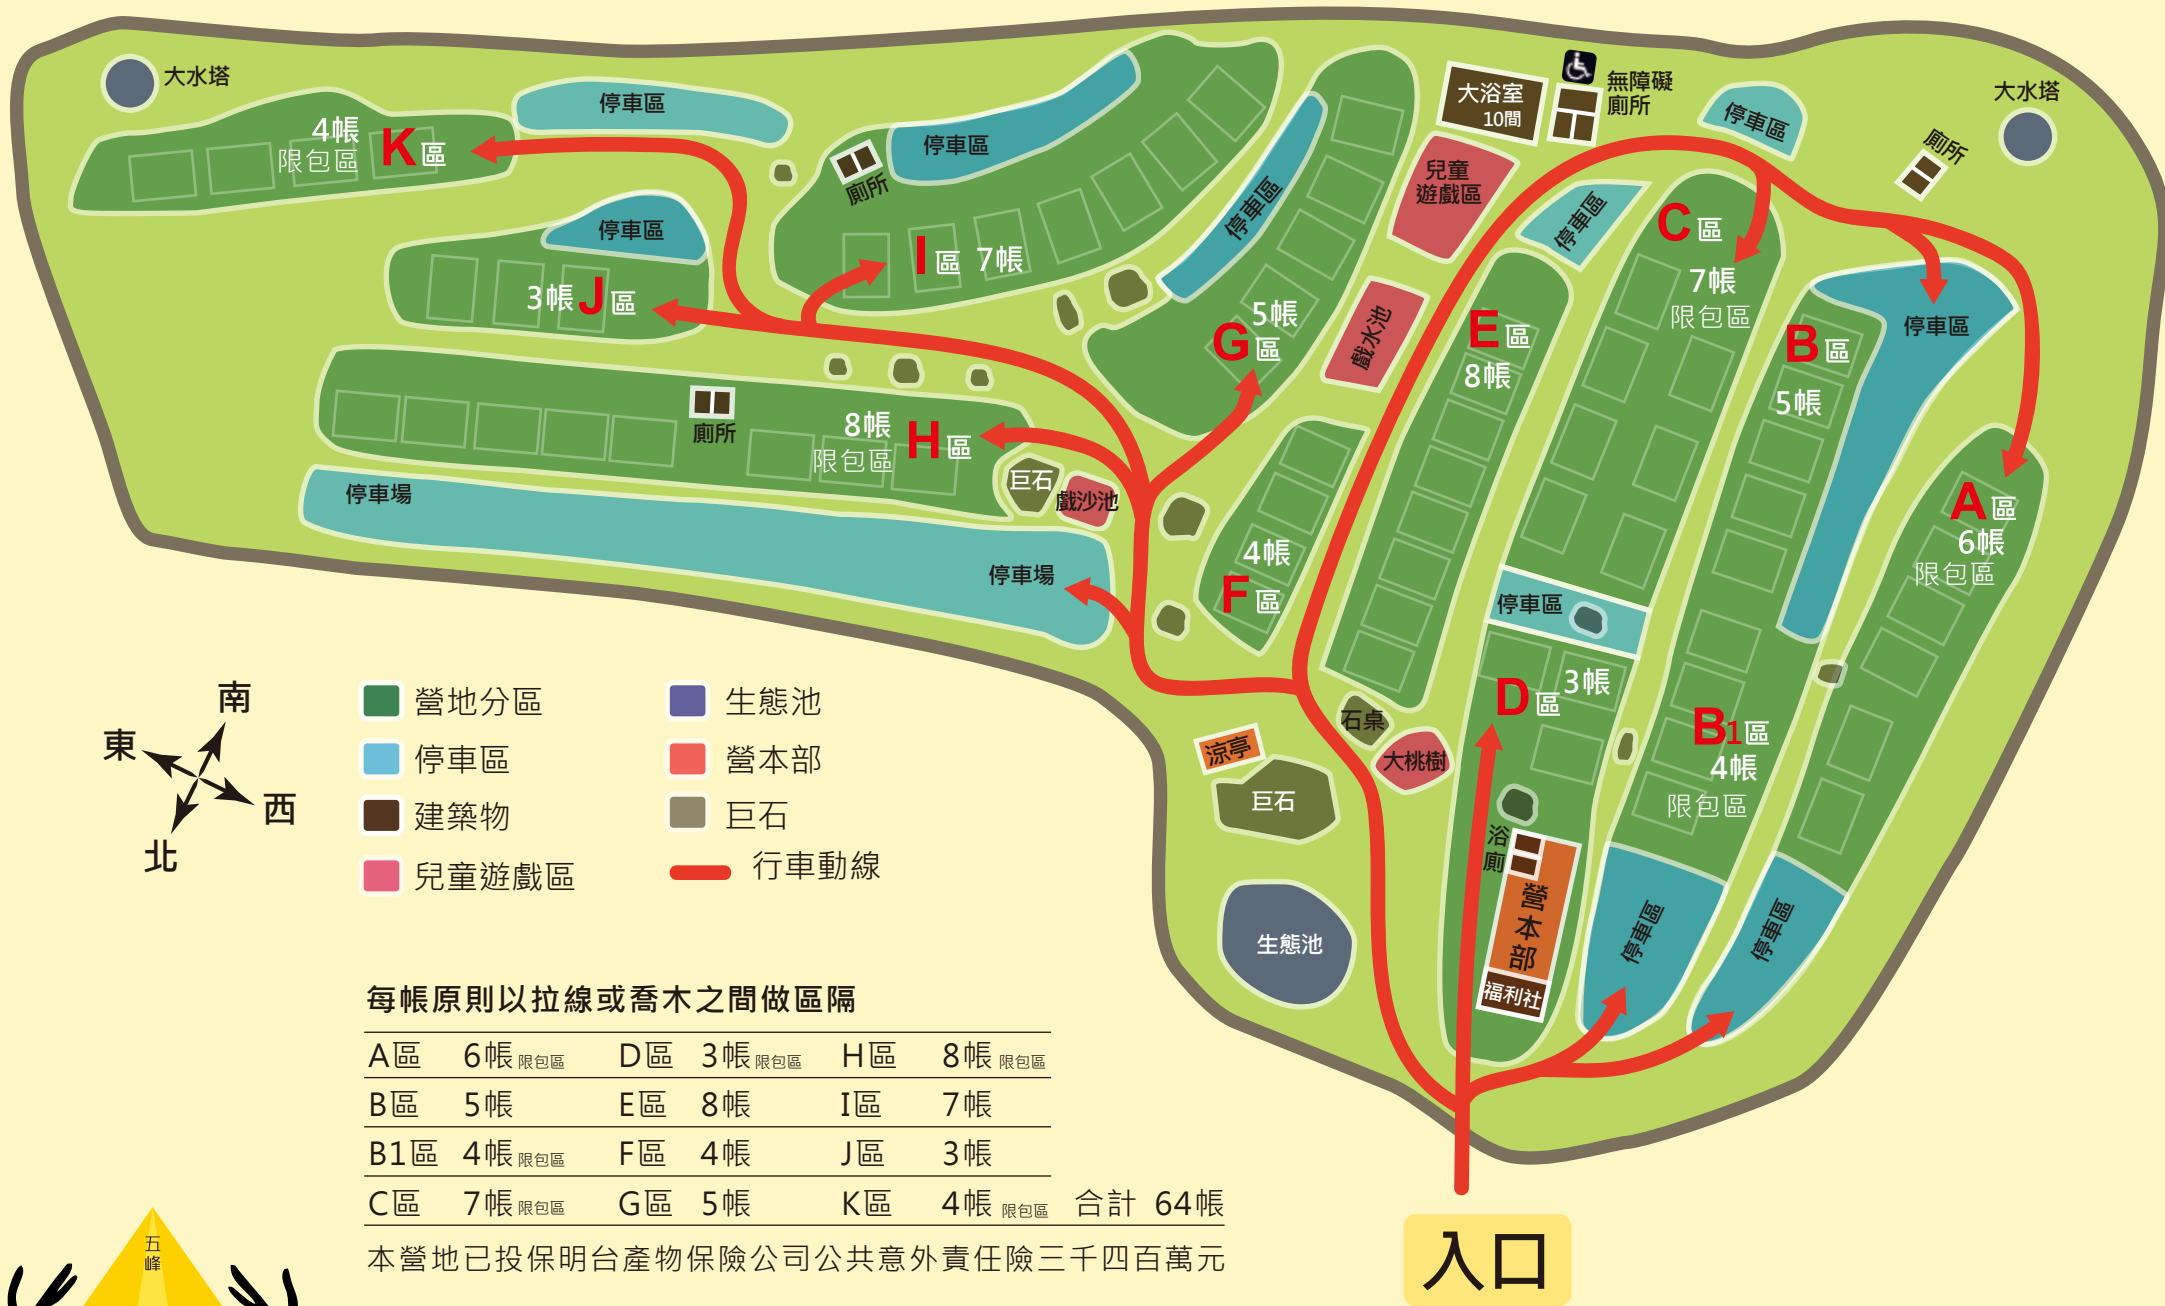 大水塔
停車區
4帳
限包區
K區
停車區
3帳 J區
廁所
停車區
I區 7帳
停車區
5帳
G區
大浴室
10間
無障礙
廁所
兒童
遊戲區
戲水池
停車區
停車區
大水塔
廁所
C區
7帳
限包區
E區
8帳
B區
5帳
停車區
A區
6帳
限包區
廁所
8帳
限包區
H區
巨石
戲沙池
停車場
停車場
4帳
F區
停車區
D區 3帳
B1區
4帳
限包區
石桌
大桃樹
涼亭
巨石
浴廁
營本部
福利社
停車區
停車區
生態池
南
東
西
北
營地分區
停車區
建築物
兒童遊戲區
生態池
營本部
巨石
行車動線
每帳原則以拉線或喬木之間做區隔
A區 6帳 限包區 D區 3帳 限包區 H區 8帳 限包區
B區 5帳 E區 8帳 I區 7帳
B1區 4帳 限包區 F區 4帳 J區 3帳
C區 7帳 限包區 G區 5帳 K區 4帳 限包區 合計 64帳
本營地已投保明台產物保險公司公共意外責任險三千四百萬元
入口
五峰